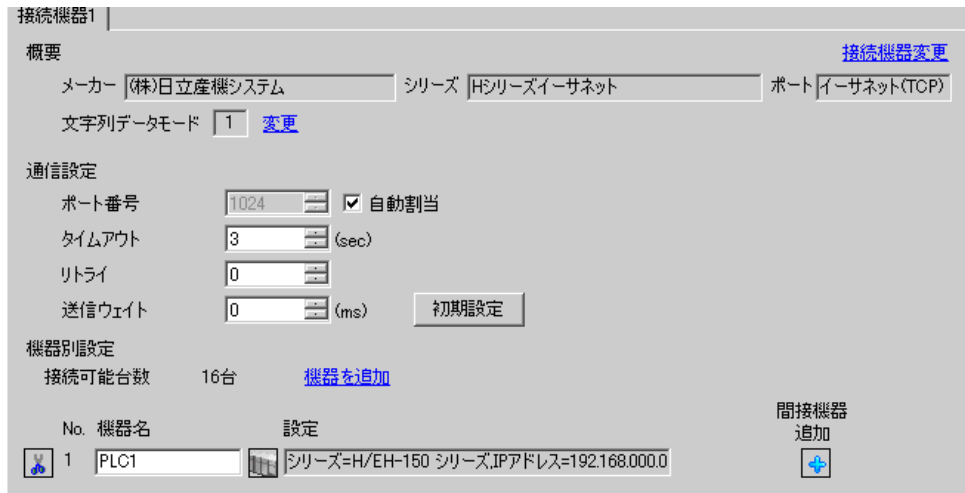 接続機器1
概要 接続機器変更
メーカー (株)日立産機システム シリーズ Hシリーズイーサネット ポート イーサネット(TCP)
文字列データモード 1 変更
通信設定
ポート番号 1024 自動割当
タイムアウト 3 (sec)
リトライ 0
送信ウェイト 0 (ms) 初期設定
機器別設定
接続可能台数 16台 機器を追加
間接機器
No. 機器名 設定 追加
1 PLC1 シリーズ=H/EH-150 シリーズ,IPアドレス=192.168.000.0